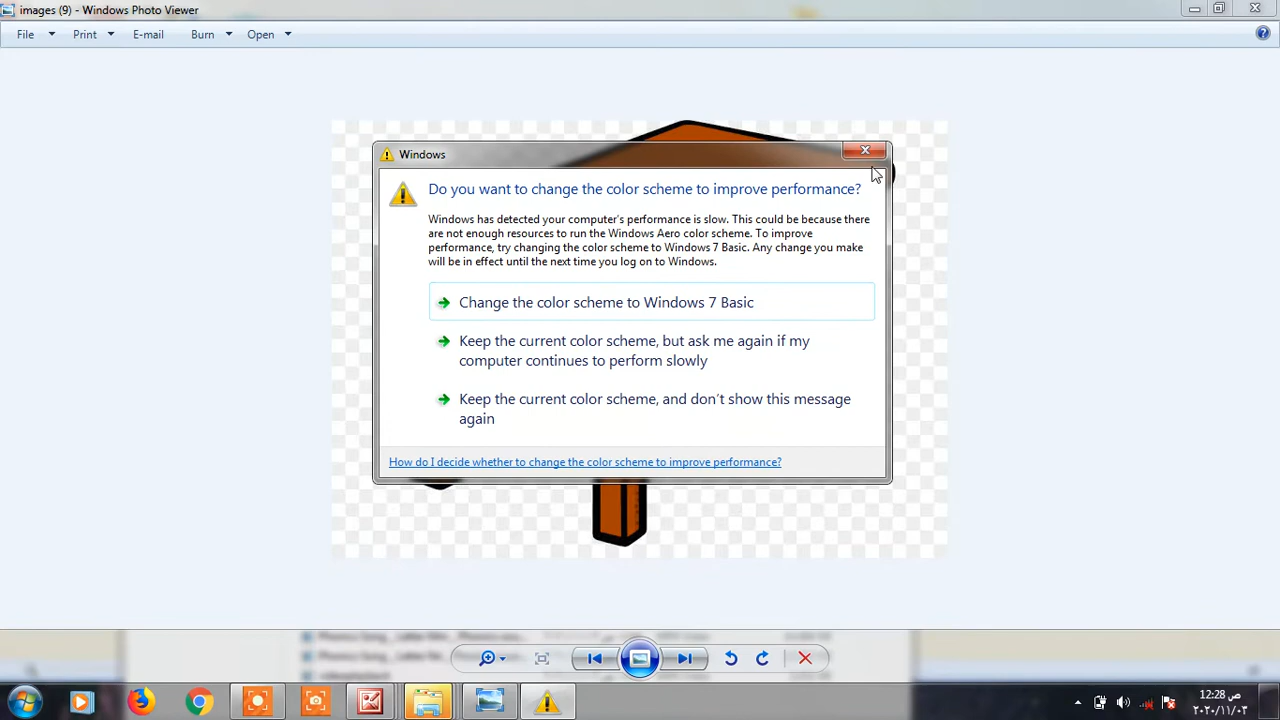 images (9) - Windows Photo Viewer
File Print E-mail Burn Open
Windows
Do you want to change the color scheme to improve performance?
Windows has detected your computer's performance is slow. This could be because there
are not enough resources to run the Windows Aero color scheme. To improve
performance, try changing the color scheme to Windows 7 Basic. Any change you make
will be in effect until the next time you log on to Windows.
Change the color scheme to Windows 7 Basic
Keep the current color scheme, but ask me again if my
computer continues to perform slowly
Keep the current color scheme, and don't show this message
again
How do I decide whether to change the color scheme to improve performance?
12:28 ص
٢٠٢٠/١١/٠٣